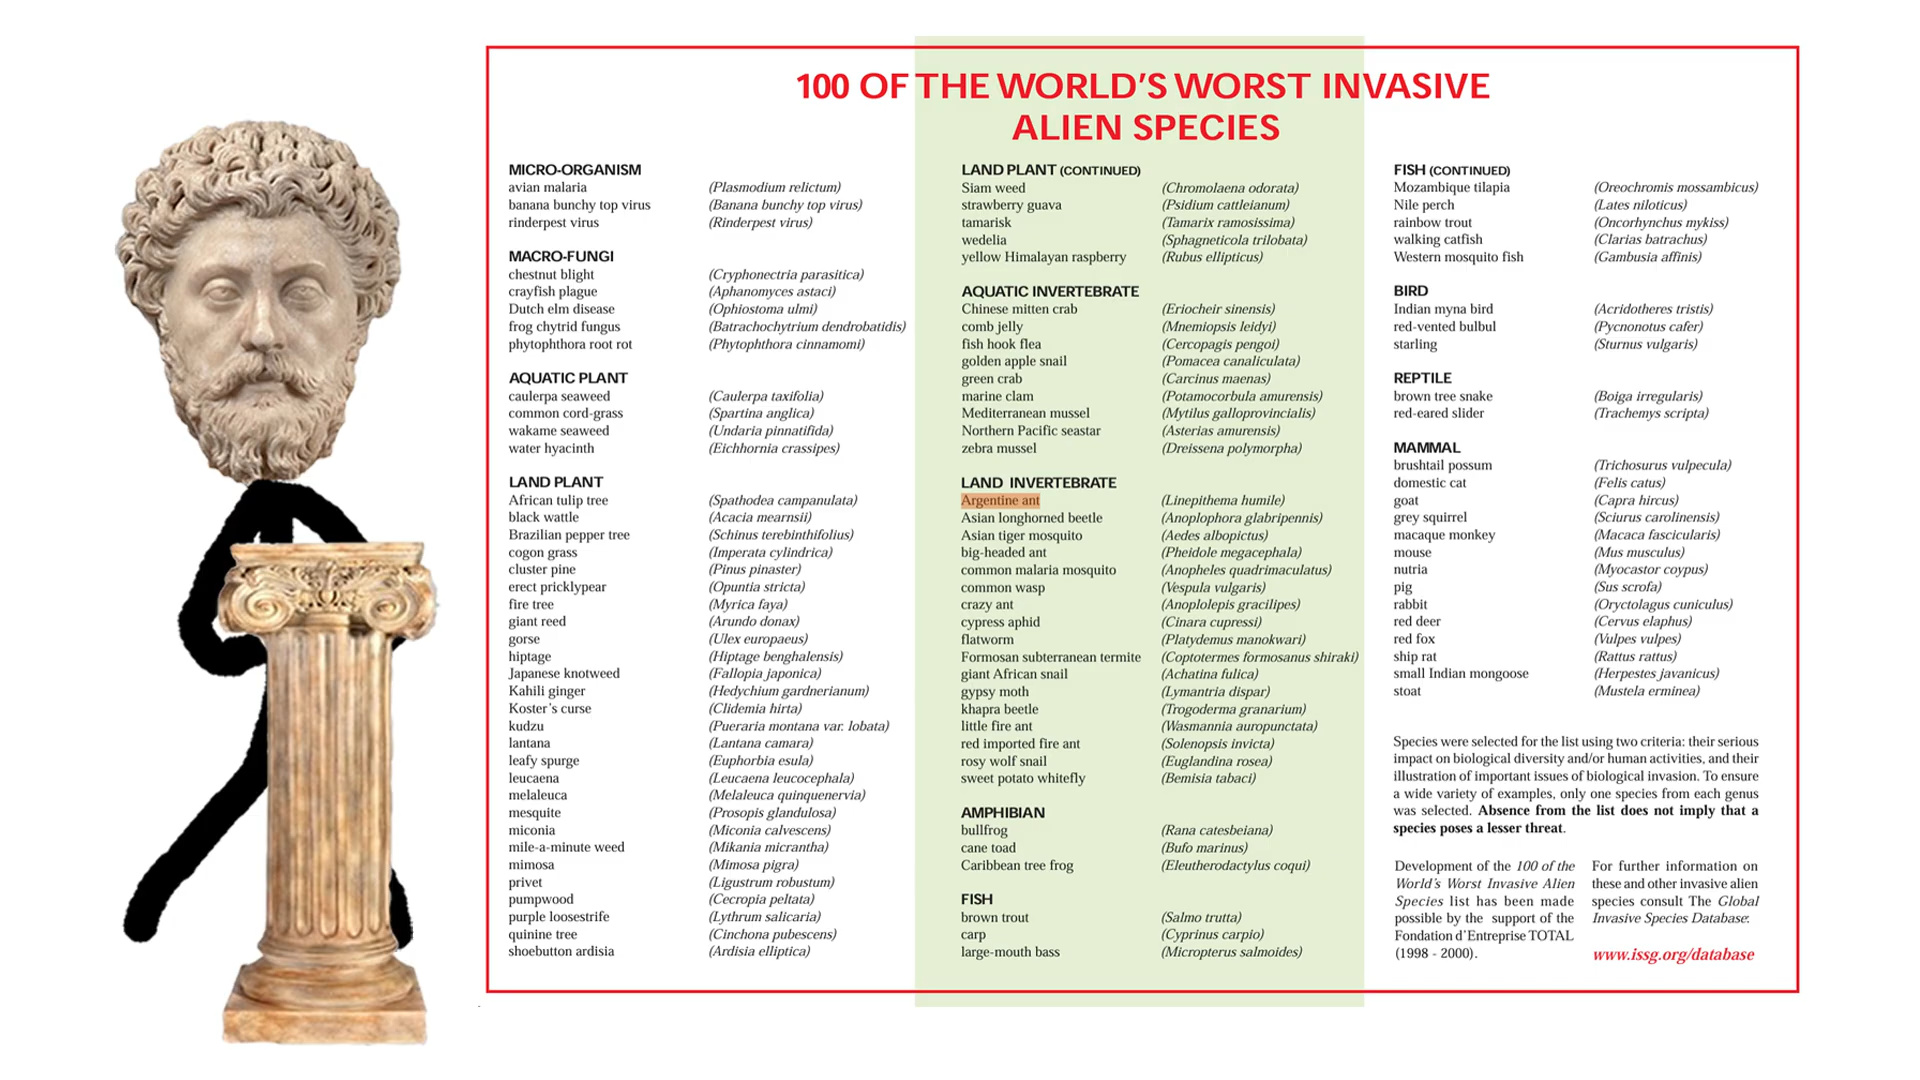 100 OF THE WORLD'S WORST INVASIVE
ALIEN SPECIES
MICRO-ORGANISM
avian malaria (Plasmodium relictum)
banana bunchy top virus (Banana bunchy top virus)
rinderpest virus (Rinderpest virus)
MACRO-FUNGI
chestnut blight (Cryphonectria parasitica)
crayfish plague (Aphanomyces astaci)
Dutch elm disease (Ophiostoma ulmi)
frog chytrid fungus (Batrachochytrium dendrobatidis)
phytophthora root rot (Phytophthora cinnamomi)
AQUATIC PLANT
caulerpa seaweed (Caulerpa taxifolia)
common cord-grass (Spartina anglica)
wakame seaweed (Undaria pinnatifida)
water hyacinth (Eichhornia crassipes)
LAND PLANT
African tulip tree (Spathodea campanulata)
black wattle (Acacia mearnsii)
Brazilian pepper tree (Schinus terebinthifolius)
cogon grass (Imperata cylindrica)
cluster pine (Pinus pinaster)
erect pricklypear (Opuntia stricta)
fire tree (Myrica faya)
giant reed (Arundo donax)
gorse (Ulex europaeus)
hiptage (Hiptage benghalensis)
Japanese knotweed (Fallopia japonica)
Kahili ginger (Hedychium gardnerianum)
Koster's curse (Clidemia hirta)
kudzu (Pueraria montana var. lobata)
lantana (Lantana camara)
leafy spurge (Euphorbia esula)
leucaena (Leucaena leucocephala)
melaleuca (Melaleuca quinquenervia)
mesquite (Prosopis glandulosa)
miconia (Miconia calvescens)
mile-a-minute weed (Mikania micrantha)
mimosa (Mimosa pigra)
privet (Ligustrum robustum)
pumpwood (Cecropia peltata)
purple loosestrife (Lythrum salicaria)
quinine tree (Cinchona pubescens)
shoebutton ardisia (Ardisia elliptica)
LAND PLANT (CONTINUED)
Siam weed (Chromolaena odorata)
strawberry guava (Psidium cattleianum)
tamarisk (Tamarix ramosissima)
wedelia (Sphagneticola trilobata)
yellow Himalayan raspberry (Rubus ellipticus)
AQUATIC INVERTEBRATE
Chinese mitten crab (Eriocheir sinensis)
comb jelly (Mnemiopsis leidyi)
fish hook flea (Cercopagis pengoi)
golden apple snail (Pomacea canaliculata)
green crab (Carcinus maenas)
marine clam (Potamocorbula amurensis)
Mediterranean mussel (Mytilus galloprovincialis)
Northern Pacific seastar (Asterias amurensis)
zebra mussel (Dreissena polymorpha)
LAND INVERTEBRATE
Argentine ant (Linepithema humile)
Asian longhorned beetle (Anoplophora glabripennis)
Asian tiger mosquito (Aedes albopictus)
big-headed ant (Pheidole megacephala)
common malaria mosquito (Anopheles quadrimaculatus)
common wasp (Vespula vulgaris)
crazy ant (Anoplolepis gracilipes)
cypress aphid (Cinara cupressi)
flatworm (Platydemus manokwari)
Formosan subterranean termite (Coptotermes formosanus shiraki)
giant African snail (Achatina fulica)
gypsy moth (Lymantria dispar)
khapra beetle (Trogoderma granarium)
little fire ant (Wasmannia auropunctata)
red imported fire ant (Solenopsis invicta)
rosy wolf snail (Euglandina rosea)
sweet potato whitefly (Bemisia tabaci)
AMPHIBIAN
bullfrog (Rana catesbeiana)
cane toad (Bufo marinus)
Caribbean tree frog (Eleutherodactylus coqui)
FISH
brown trout (Salmo trutta)
carp (Cyprinus carpio)
large-mouth bass (Micropterus salmoides)
FISH (CONTINUED)
Mozambique tilapia (Oreochromis mossambicus)
Nile perch (Lates niloticus)
rainbow trout (Oncorhynchus mykiss)
walking catfish (Clarias batrachus)
Western mosquito fish (Gambusia affinis)
BIRD
Indian myna bird (Acridotheres tristis)
red-vented bulbul (Pycnonotus cafer)
starling (Sturnus vulgaris)
REPTILE
brown tree snake (Boiga irregularis)
red-eared slider (Trachemys scripta)
MAMMAL
brushtail possum (Trichosurus vulpecula)
domestic cat (Felis catus)
goat (Capra hircus)
grey squirrel (Sciurus carolinensis)
macaque monkey (Macaca fascicularis)
mouse (Mus musculus)
nutria (Myocastor coypus)
pig (Sus scrofa)
rabbit (Oryctolagus cuniculus)
red deer (Cervus elaphus)
red fox (Vulpes vulpes)
ship rat (Rattus rattus)
small Indian mongoose (Herpestes javanicus)
stoat (Mustela erminea)
Species were selected for the list using two criteria: their serious
impact on biological diversity and/or human activities, and their
illustration of important issues of biological invasion. To ensure
a wide variety of examples, only one species from each genus
was selected. Absence from the list does not imply that a
species poses a lesser threat.
Development of the 100 of the
World's Worst Invasive Alien
Species list has been made
possible by the support of the
Fondation d'Entreprise TOTAL
(1998 - 2000).
For further information on
these and other invasive alien
species consult The Global
Invasive Species Database:
www.issg.org/database